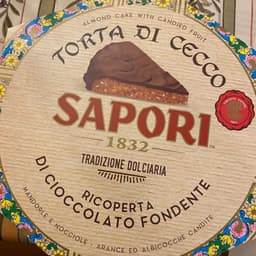 ALMOND CAKE WITH CANDIED FRUIT
TORTA DI CECCO
SAPORI
1832
TRADIZIONE DOLCIARIA
RICOPERTA
DI CIOCCOLATO FONDENTE
MANDORLE E NOCCIOLE · ARANCE ED ALBICOCCHE CANDITE